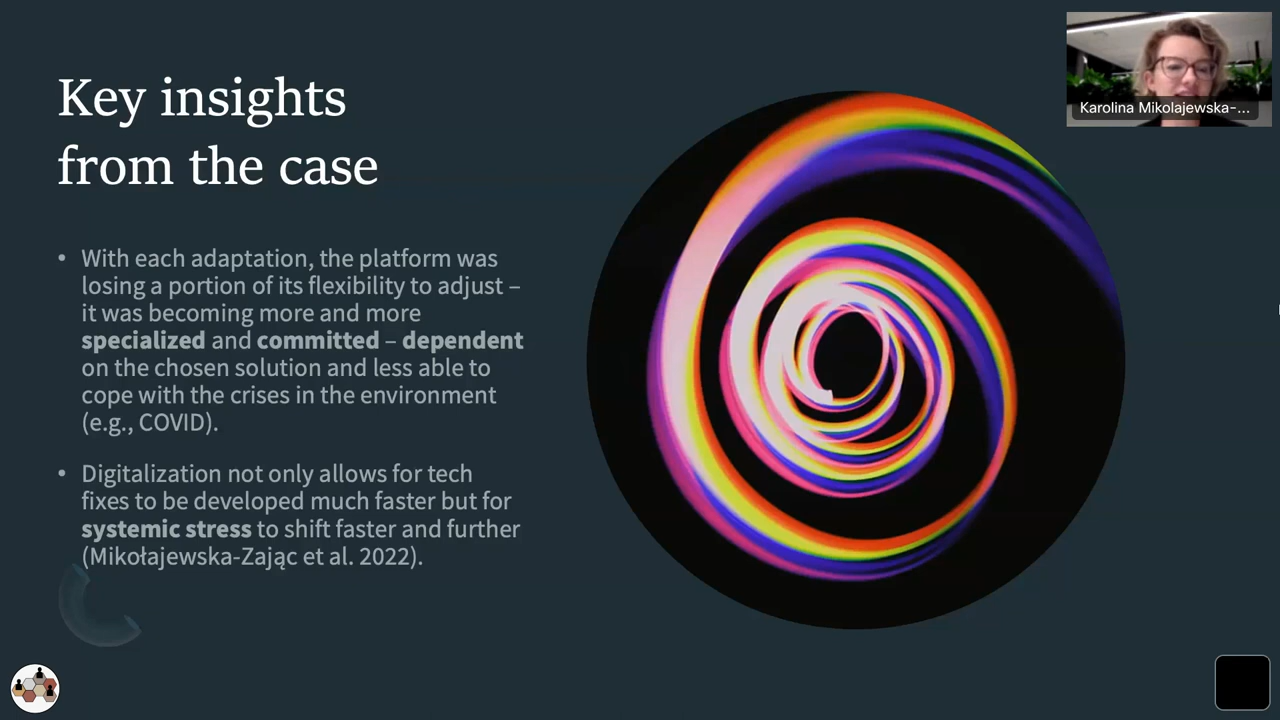 Key insights
from the case
• With each adaptation, the platform was
losing a portion of its flexibility to adjust –
it was becoming more and more
specialized and committed – dependent
on the chosen solution and less able to
cope with the crises in the environment
(e.g., COVID).
• Digitalization not only allows for tech
fixes to be developed much faster but for
systemic stress to shift faster and further
(Mikołajewska-Zając et al. 2022).
Karolina Mikolajewska-...